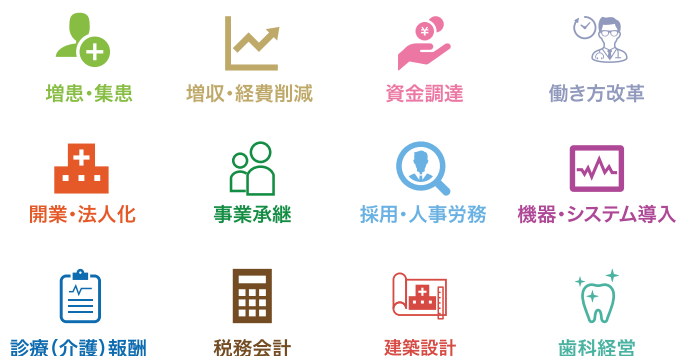 増患・集患
増収・経費削減
資金調達
働き方改革
開業・法人化
事業承継
採用・人事労務
機器・システム導入
診療(介護)報酬
税務会計
建築設計
歯科経営